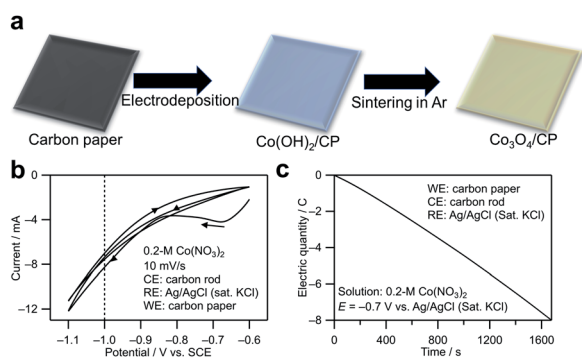 a
Electrodeposition
Sintering in Ar
Carbon paper
Co(OH)₂/CP
Co₃O₄/CP
b
Current / mA
0
−4
−8
−12
0.2-M Co(NO₃)₂
10 mV/s
CE: carbon rod
RE: Ag/AgCl (sat. KCl)
WE: carbon paper
−1.1 −1.0 −0.9 −0.8 −0.7 −0.6
Potential / V vs. SCE
c
Electric quantity / C
0
−2
−4
−6
−8
WE: carbon paper
CE: carbon rod
RE: Ag/AgCl (Sat. KCl)
Solution: 0.2-M Co(NO₃)₂
E = −0.7 V vs. Ag/AgCl (Sat. KCl)
0 400 800 1200 1600
Time / s